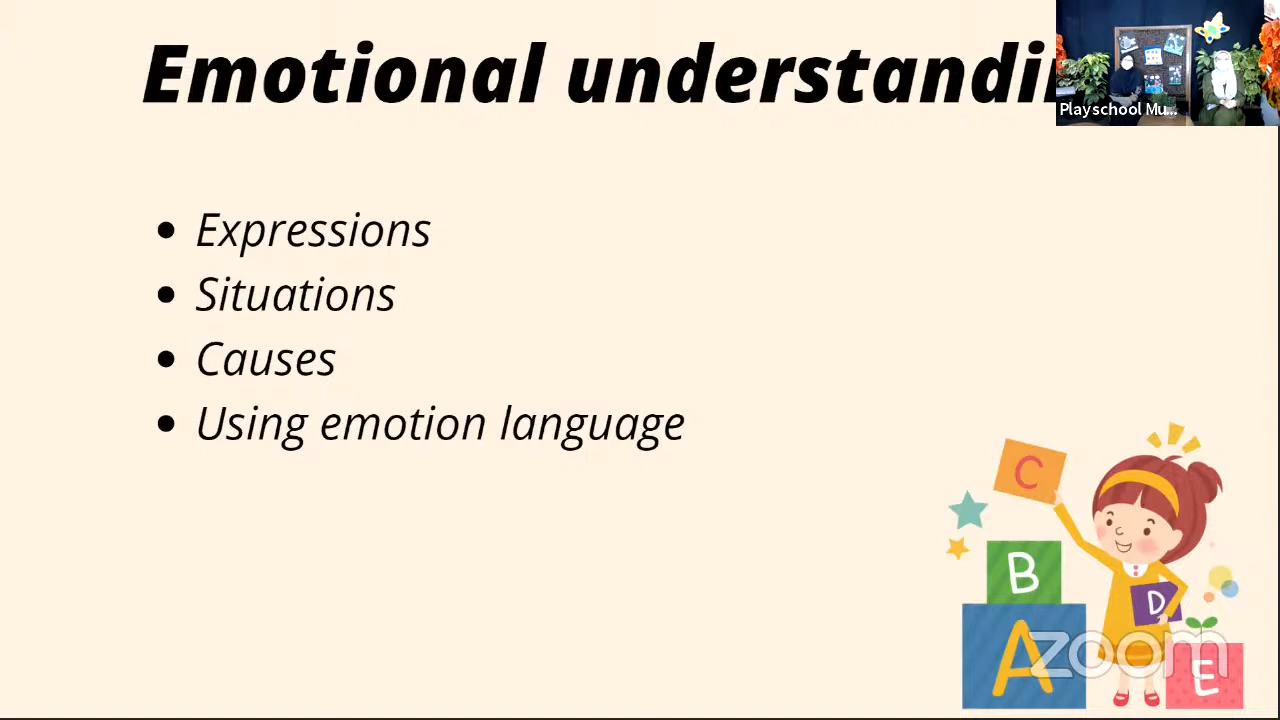 Emotional understandi
Playschool Mu...
• Expressions
• Situations
• Causes
• Using emotion language
C
B
D
A
zoom
E